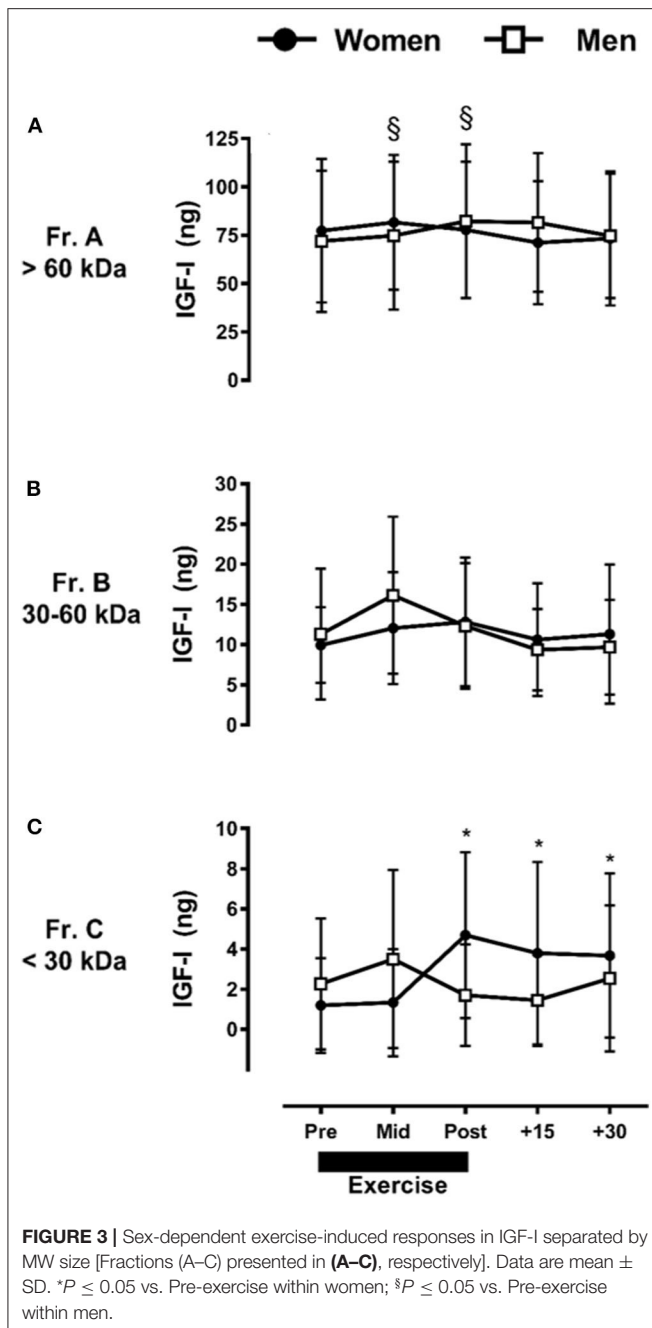 Women Men
A
§ §
Fr. A
> 60 kDa
IGF-I (ng)
125
100
75
50
25
0
B
Fr. B
30-60 kDa
IGF-I (ng)
30
25
20
15
10
5
0
C
* * *
Fr. C
< 30 kDa
IGF-I (ng)
10
8
6
4
2
0
Pre Mid Post +15 +30
Exercise
FIGURE 3 | Sex-dependent exercise-induced responses in IGF-I separated by
MW size [Fractions (A–C) presented in (A–C), respectively]. Data are mean ±
SD. *P ≤ 0.05 vs. Pre-exercise within women; §P ≤ 0.05 vs. Pre-exercise
within men.